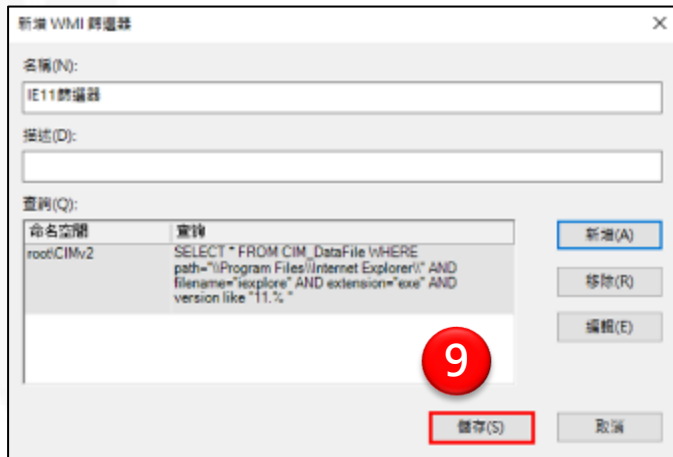 新增 WMI 篩選器
名稱(N):
IE11篩選器
描述(D):
查詢(Q):
命名空間 查詢
root\CIMv2 SELECT * FROM CIM_DataFile WHERE
path="\\Program Files\\Internet Explorer\\" AND
filename="iexplore" AND extension="exe" AND
version like "11.% "
新增(A)
移除(R)
編輯(E)
9
儲存(S) 取消